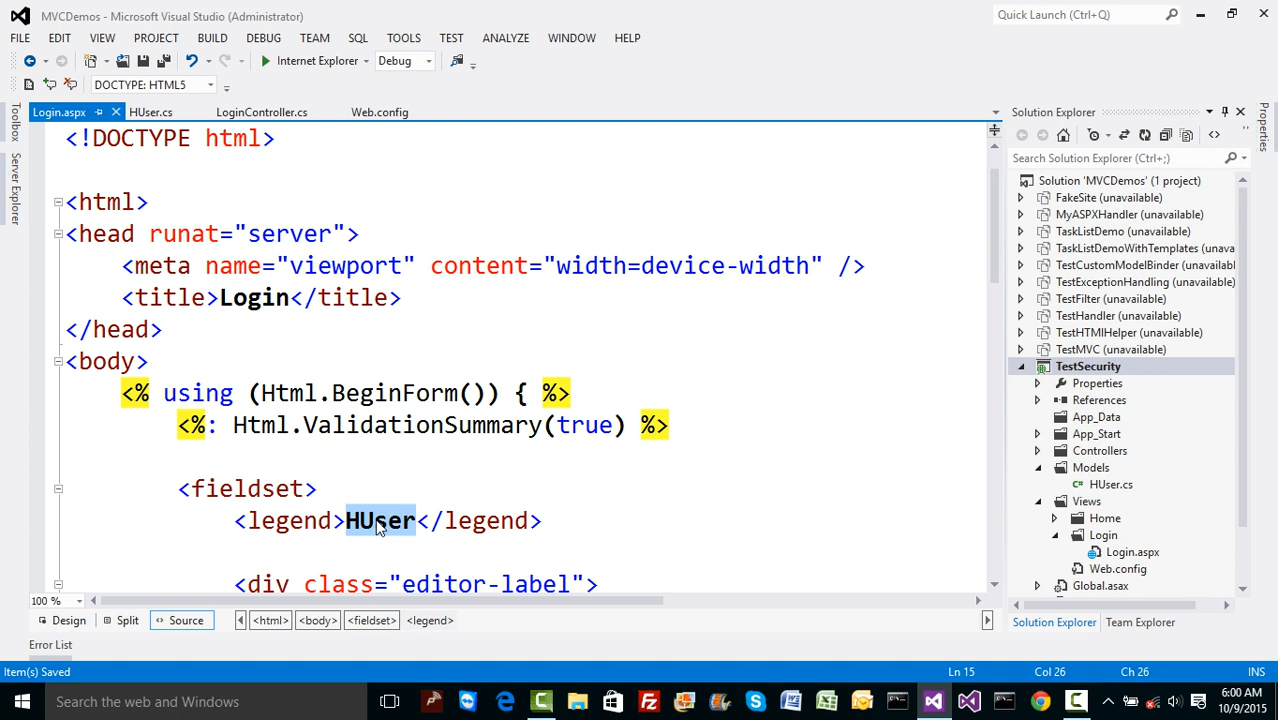 MVCDemos - Microsoft Visual Studio (Administrator)
Quick Launch (Ctrl+Q)
FILE EDIT VIEW PROJECT BUILD DEBUG TEAM SQL TOOLS TEST ANALYZE WINDOW HELP
Internet Explorer Debug
DOCTYPE: HTML5
Login.aspx HUser.cs LoginController.cs Web.config
Toolbox
Server Explorer
<!DOCTYPE html>
<html>
<head runat="server">
<meta name="viewport" content="width=device-width" />
<title>Login</title>
</head>
<body>
<% using (Html.BeginForm()) { %>
<%: Html.ValidationSummary(true) %>
<fieldset>
<legend>HUser</legend>
<div class="editor-label">
100 %
Design Split Source <html> <body> <fieldset> <legend>
Error List
Solution Explorer
Search Solution Explorer (Ctrl+;)
Solution 'MVCDemos' (1 project)
FakeSite (unavailable)
MyASPXHandler (unavailable)
TaskListDemo (unavailable)
TaskListDemoWithTemplates (unava
TestCustomModelBinder (unavailable)
TestExceptionHandling (unavailable)
TestFilter (unavailable)
TestHandler (unavailable)
TestHTMlHelper (unavailable)
TestMVC (unavailable)
TestSecurity
Properties
References
App_Data
App_Start
Controllers
Models
C# HUser.cs
Views
Home
Login
Login.aspx
Web.config
Global.asax
Solution Explorer Team Explorer
Properties
Item(s) Saved Ln 15 Col 26 Ch 26 INS
Search the web and Windows
6:00 AM
10/9/2015